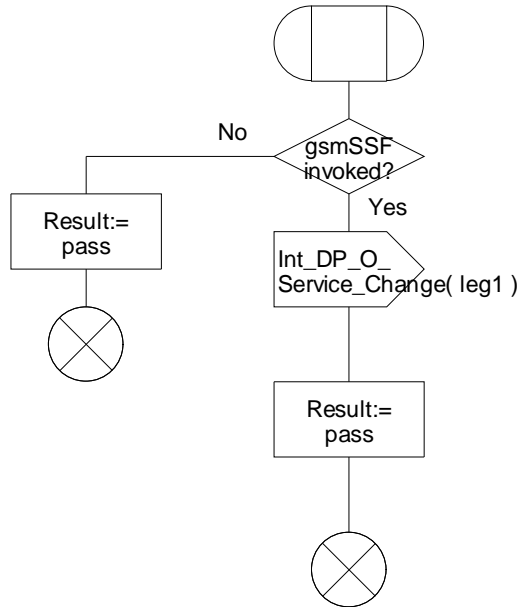 gsmSSF
invoked?
No
Yes
Result:=
pass
Int_DP_O_
Service_Change( leg1 )
Result:=
pass